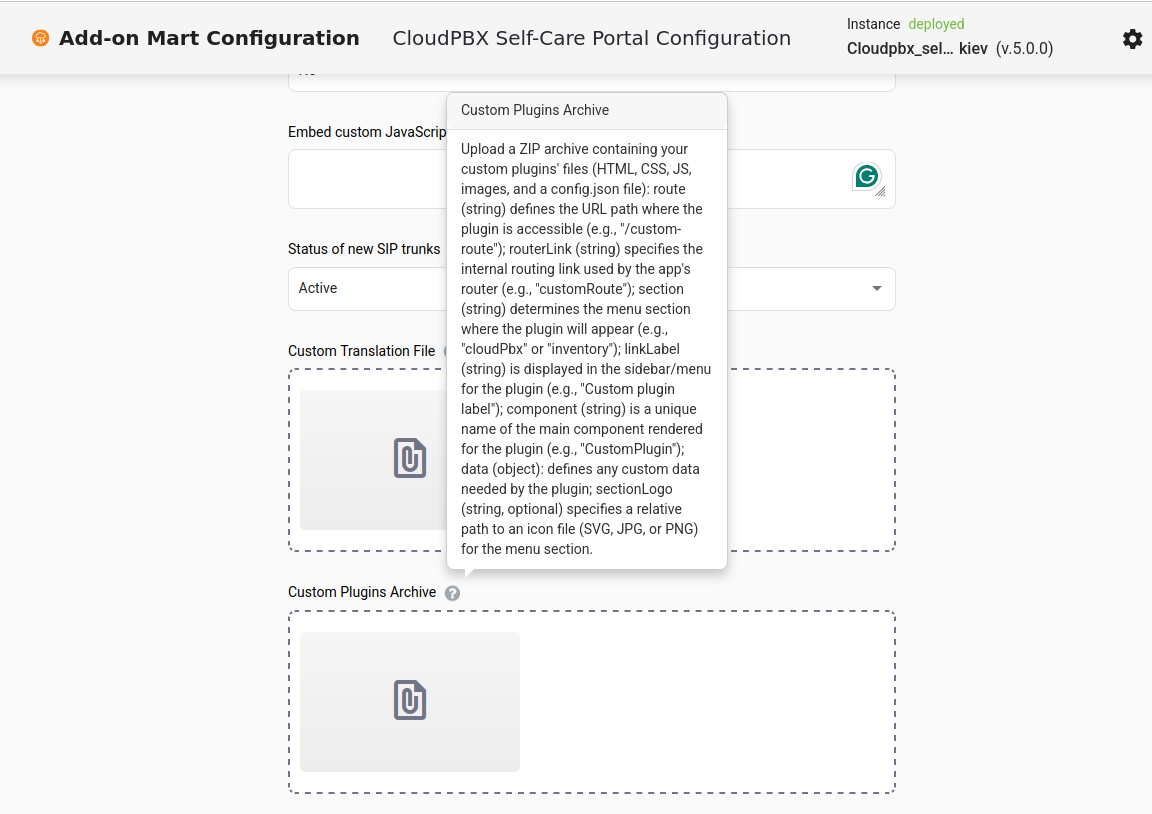 Add-on Mart Configuration
CloudPBX Self-Care Portal Configuration
Instance deployed
Cloudpbx_sel... kiev (v.5.0.0)
Embed custom JavaScrip
Status of new SIP trunks
Active
Custom Translation File
Custom Plugins Archive
Upload a ZIP archive containing your
custom plugins' files (HTML, CSS, JS,
images, and a config.json file): route
(string) defines the URL path where the
plugin is accessible (e.g., "/custom-
route"); routerLink (string) specifies the
internal routing link used by the app's
router (e.g., "customRoute"); section
(string) determines the menu section
where the plugin will appear (e.g.,
"cloudPbx" or "inventory"); linkLabel
(string) is displayed in the sidebar/menu
for the plugin (e.g., "Custom plugin
label"); component (string) is a unique
name of the main component rendered
for the plugin (e.g., "CustomPlugin");
data (object): defines any custom data
needed by the plugin; sectionLogo
(string, optional) specifies a relative
path to an icon file (SVG, JPG, or PNG)
for the menu section.
Custom Plugins Archive ?